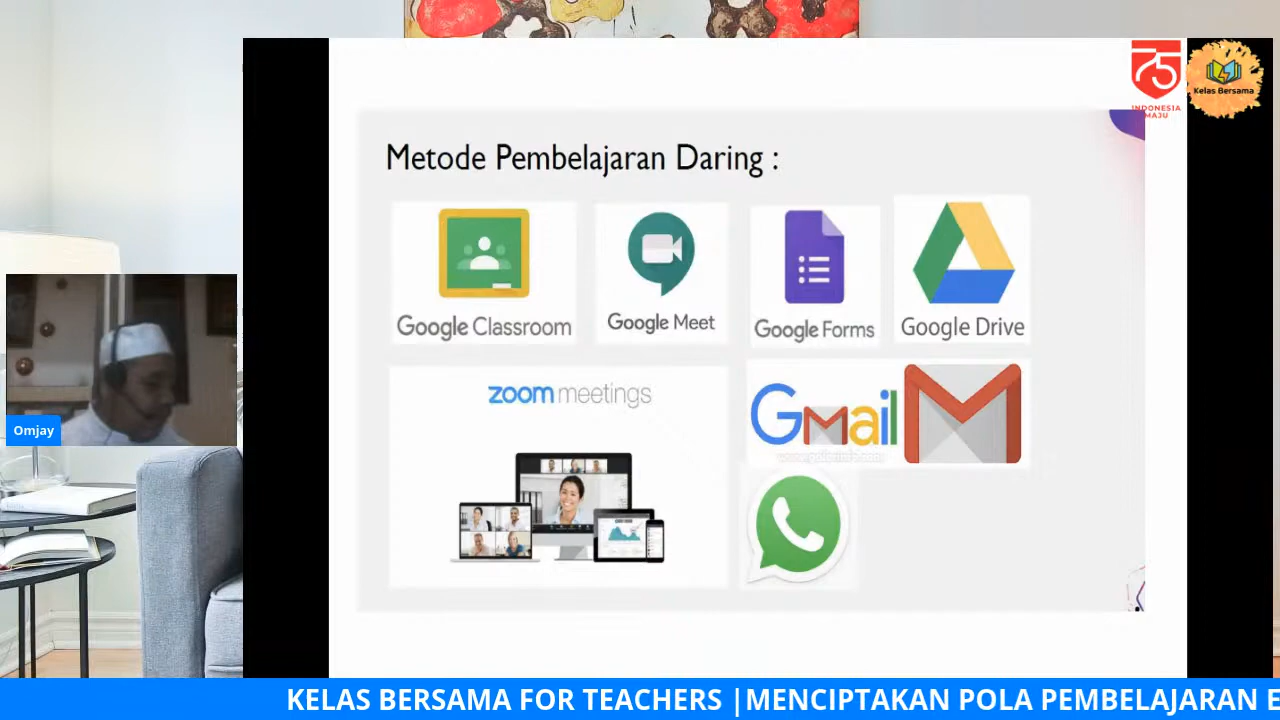 75
INDONESIA
MAJU
Kelas Bersama
Metode Pembelajaran Daring :
Google Classroom
Google Meet
Google Forms
Google Drive
zoom meetings
Gmail
Omjay
KELAS BERSAMA FOR TEACHERS |MENCIPTAKAN POLA PEMBELAJARAN E